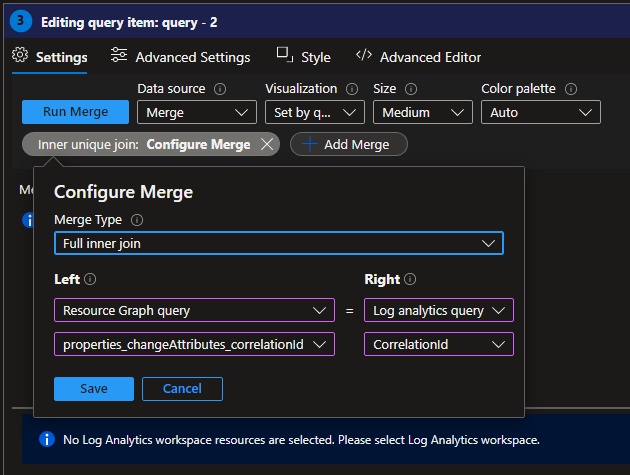 3 Editing query item: query - 2
Settings Advanced Settings Style Advanced Editor
Data source Visualization Size Color palette
Run Merge Merge Set by q... Medium Auto
Inner unique join: Configure Merge Add Merge
Configure Merge
Merge Type
Full inner join
Left Right
Resource Graph query = Log analytics query
properties_changeAttributes_correlationId CorrelationId
Save Cancel
No Log Analytics workspace resources are selected. Please select Log Analytics workspace.